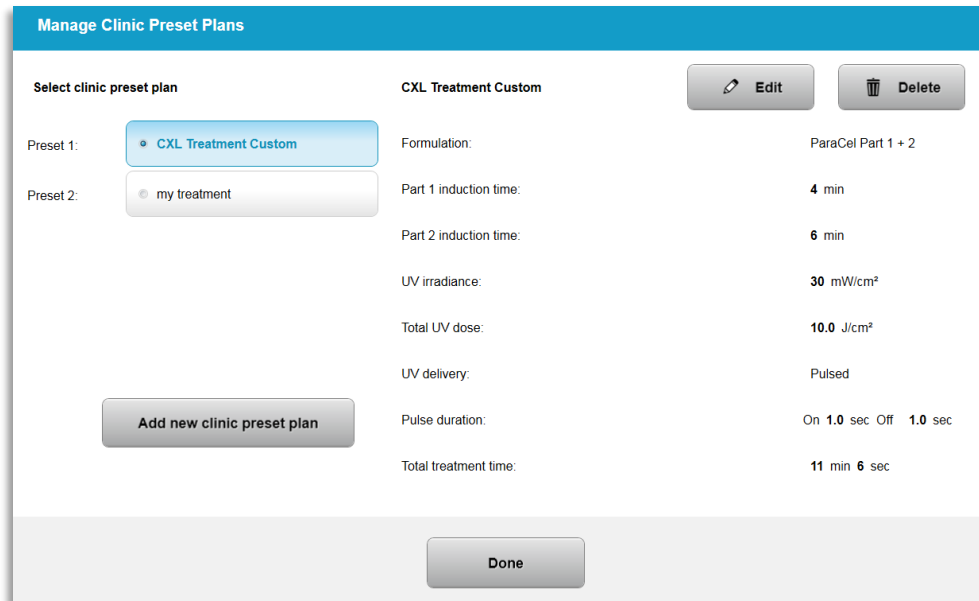 Manage Clinic Preset Plans
Select clinic preset plan
Preset 1: CXL Treatment Custom
Preset 2: my treatment
Add new clinic preset plan
CXL Treatment Custom
Edit
Delete
Formulation: ParaCel Part 1 + 2
Part 1 induction time: 4 min
Part 2 induction time: 6 min
UV irradiance: 30 mW/cm²
Total UV dose: 10.0 J/cm²
UV delivery: Pulsed
Pulse duration: On 1.0 sec Off 1.0 sec
Total treatment time: 11 min 6 sec
Done